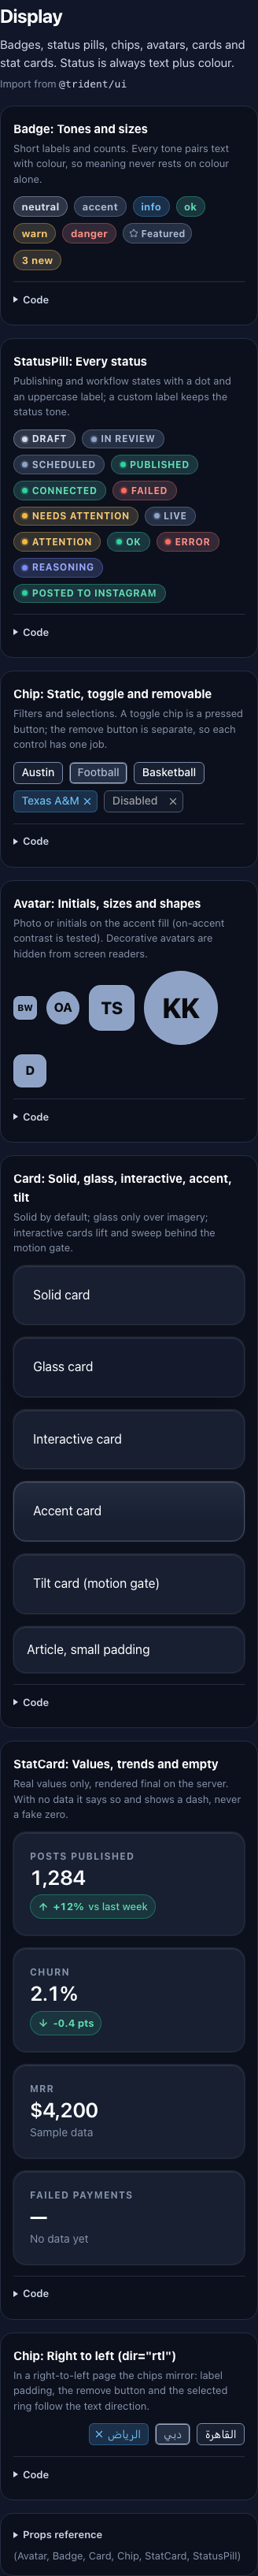 Display
Badges, status pills, chips, avatars, cards and
stat cards. Status is always text plus colour.
Import from @trident/ui
Badge: Tones and sizes
Short labels and counts. Every tone pairs text
with colour, so meaning never rests on colour
alone.
neutral accent info ok
warn danger Featured
3 new
Code
StatusPill: Every status
Publishing and workflow states with a dot and
an uppercase label; a custom label keeps the
status tone.
DRAFT IN REVIEW
SCHEDULED PUBLISHED
CONNECTED FAILED
NEEDS ATTENTION LIVE
ATTENTION OK ERROR
REASONING
POSTED TO INSTAGRAM
Code
Chip: Static, toggle and removable
Filters and selections. A toggle chip is a pressed
button; the remove button is separate, so each
control has one job.
Austin Football Basketball
Texas A&M × Disabled ×
Code
Avatar: Initials, sizes and shapes
Photo or initials on the accent fill (on-accent
contrast is tested). Decorative avatars are
hidden from screen readers.
BW OA TS KK
D
Code
Card: Solid, glass, interactive, accent,
tilt
Solid by default; glass only over imagery;
interactive cards lift and sweep behind the
motion gate.
Solid card
Glass card
Interactive card
Accent card
Tilt card (motion gate)
Article, small padding
Code
StatCard: Values, trends and empty
Real values only, rendered final on the server.
With no data it says so and shows a dash, never
a fake zero.
POSTS PUBLISHED
1,284
↑ +12% vs last week
CHURN
2.1%
↓ -0.4 pts
MRR
$4,200
Sample data
FAILED PAYMENTS
—
No data yet
Code
Chip: Right to left (dir="rtl")
In a right-to-left page the chips mirror: label
padding, the remove button and the selected
ring follow the text direction.
القاهرة دبي الرياض ×
Code
Props reference
(Avatar, Badge, Card, Chip, StatCard, StatusPill)